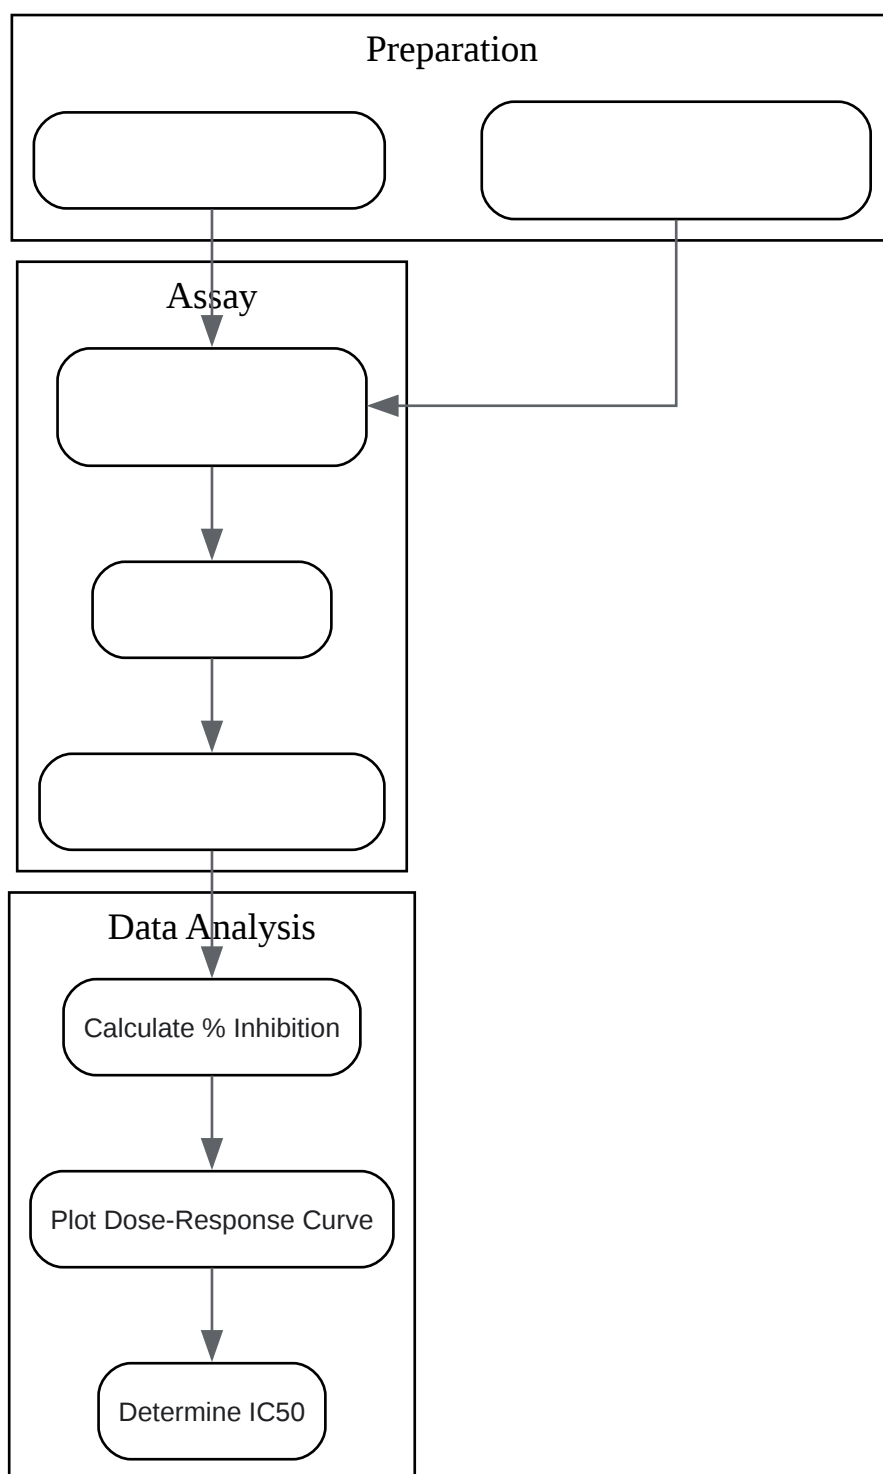 Preparation
Assay
Data Analysis
Calculate % Inhibition
Plot Dose-Response Curve
Determine IC50